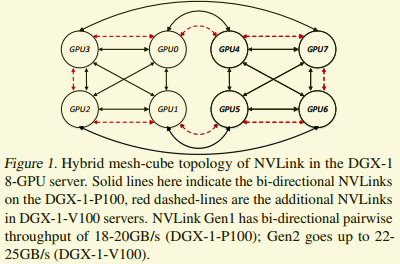 GPU3 GPU0 GPU4 GPU7
GPU2 GPU1 GPU5 GPU6
Figure 1. Hybrid mesh-cube topology of NVLink in the DGX-1
8-GPU server. Solid lines here indicate the bi-directional NVLinks
on the DGX-1-P100, red dashed-lines are the additional NVLinks
in DGX-1-V100 servers. NVLink Gen1 has bi-directional pairwise
throughput of 18-20GB/s (DGX-1-P100); Gen2 goes up to 22-
25GB/s (DGX-1-V100).